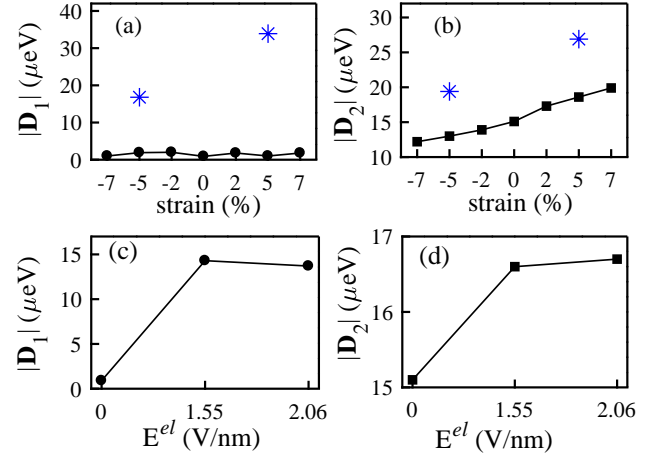 (a)
|D₁| (μeV)
40
30
20
10
0
-7 -5 -2 0 2 5 7
strain (%)
(b)
|D₂| (μeV)
30
25
20
15
10
-7 -5 -2 0 2 5 7
strain (%)
(c)
|D₁| (μeV)
15
10
5
0
0 1.55 2.06
Eᵉˡ (V/nm)
(d)
|D₂| (μeV)
17
16
15
0 1.55 2.06
Eᵉˡ (V/nm)